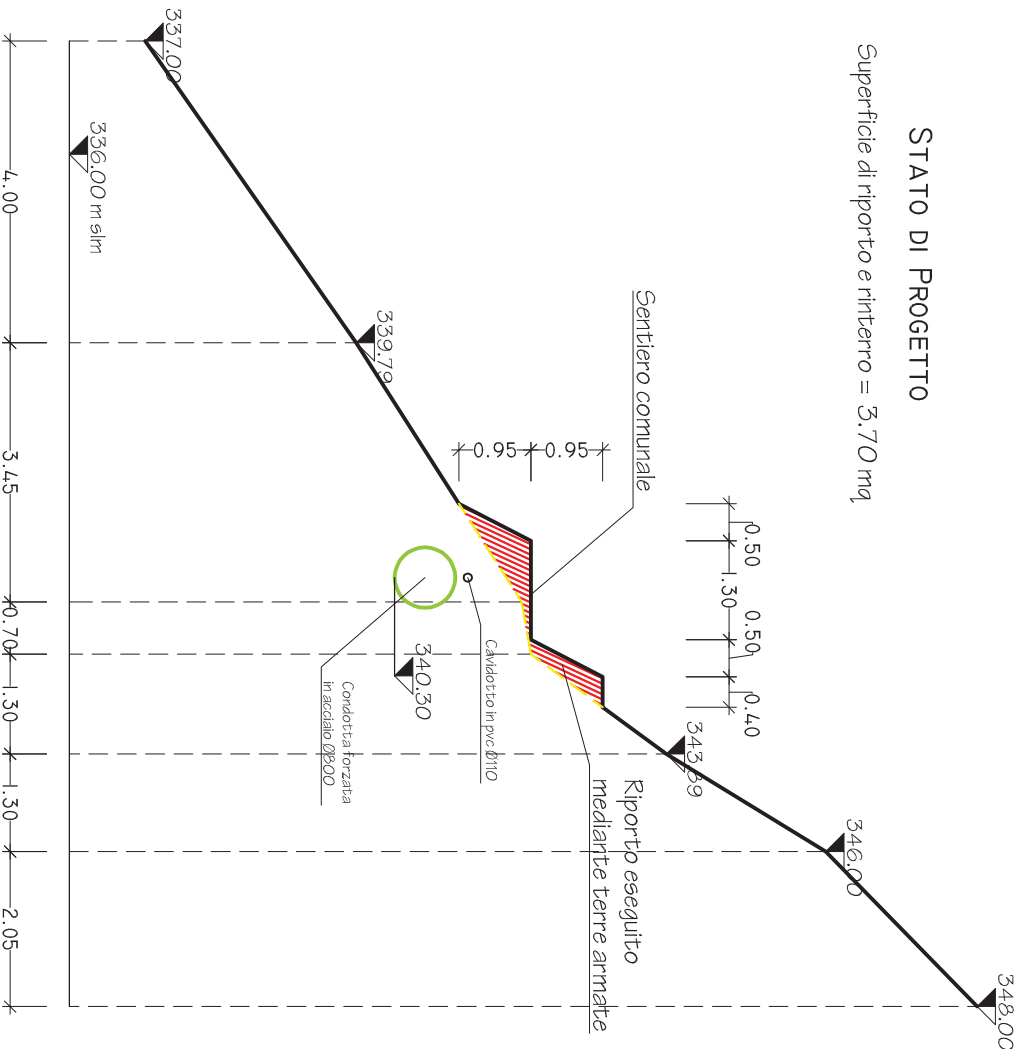 STATO DI PROGETTO
Superficie di riporto e rinterro = 3.70 mq
Sentiero comunale
0.50
1.30
0.50
0.40
0.95
0.95
337.00
336.00 m slm
339.79
340.30
343.89
346.00
348.00
Riporto eseguito
mediante terre armate
Cavidotto in pvc Ø110
Condotta forzata
in acciaio Ø800
4.00
3.45
0.70
1.30
1.30
2.05